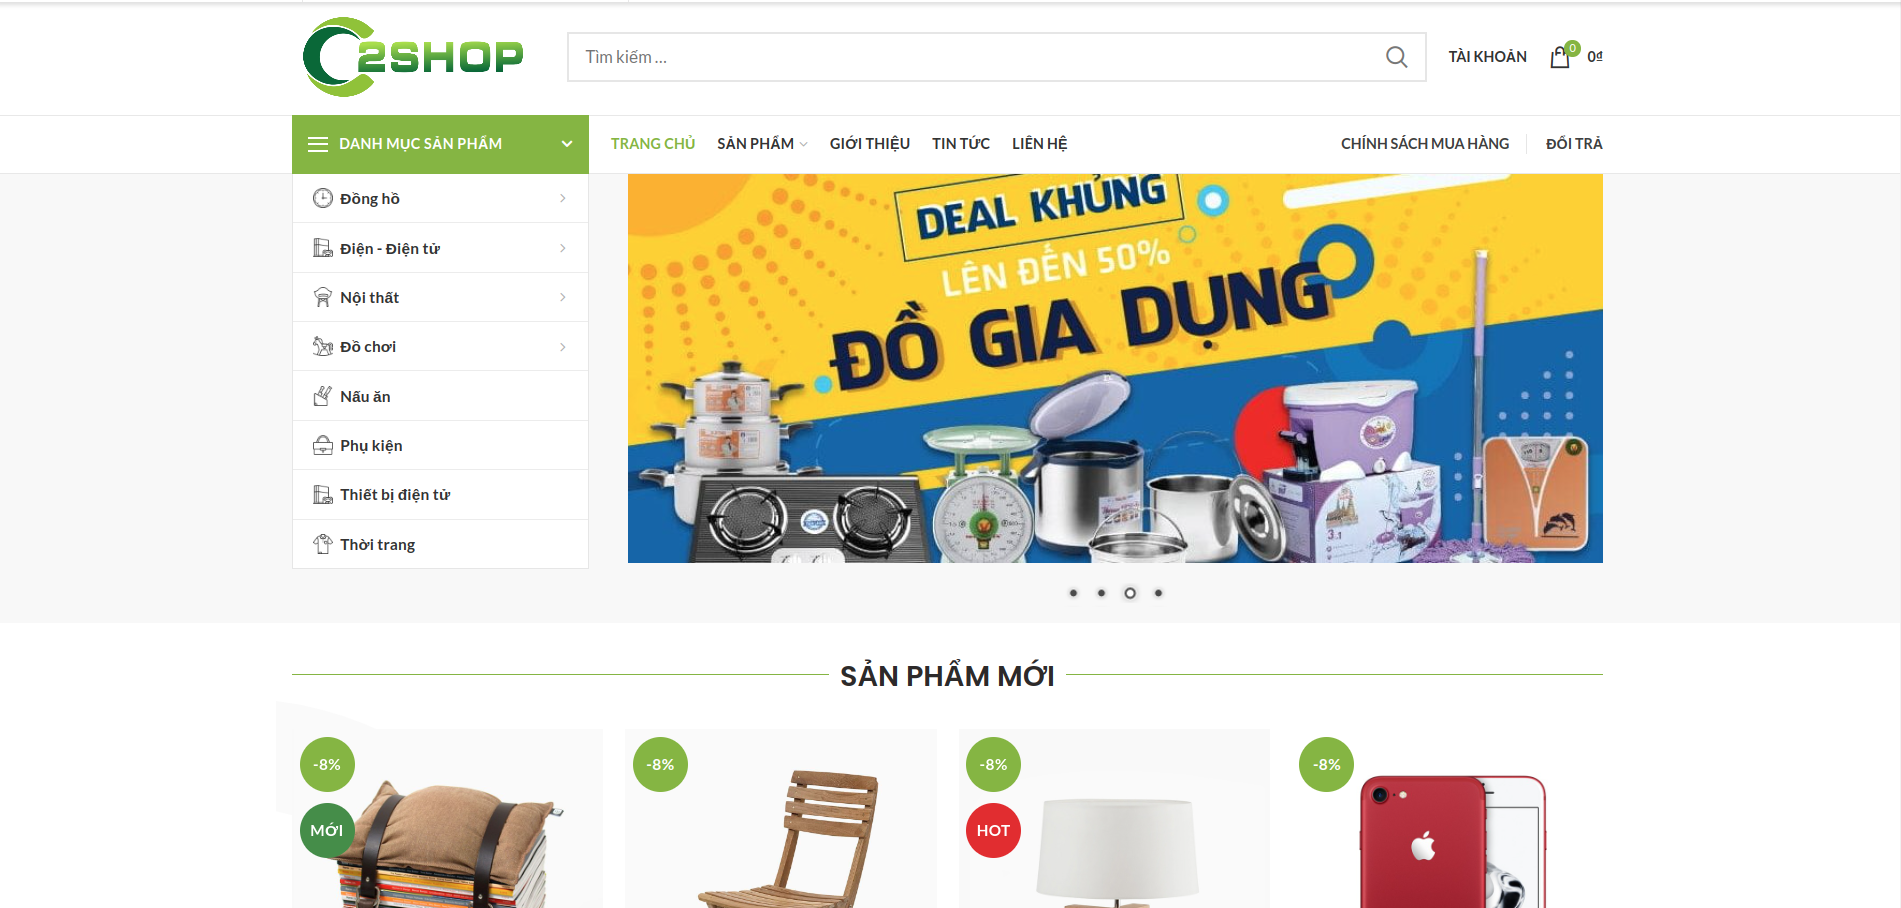 2SHOP
Tìm kiếm ...
TÀI KHOẢN
0
0₫
DANH MỤC SẢN PHẨM
TRANG CHỦ
SẢN PHẨM
GIỚI THIỆU
TIN TỨC
LIÊN HỆ
CHÍNH SÁCH MUA HÀNG
ĐỔI TRẢ
Đồng hồ
Điện - Điện tử
Nội thất
Đồ chơi
Nấu ăn
Phụ kiện
Thiết bị điện tử
Thời trang
DEAL KHỦNG
LÊN ĐẾN 50%
ĐỒ GIA DỤNG
3.1
SẢN PHẨM MỚI
-8%
MỚI
-8%
-8%
HOT
-8%